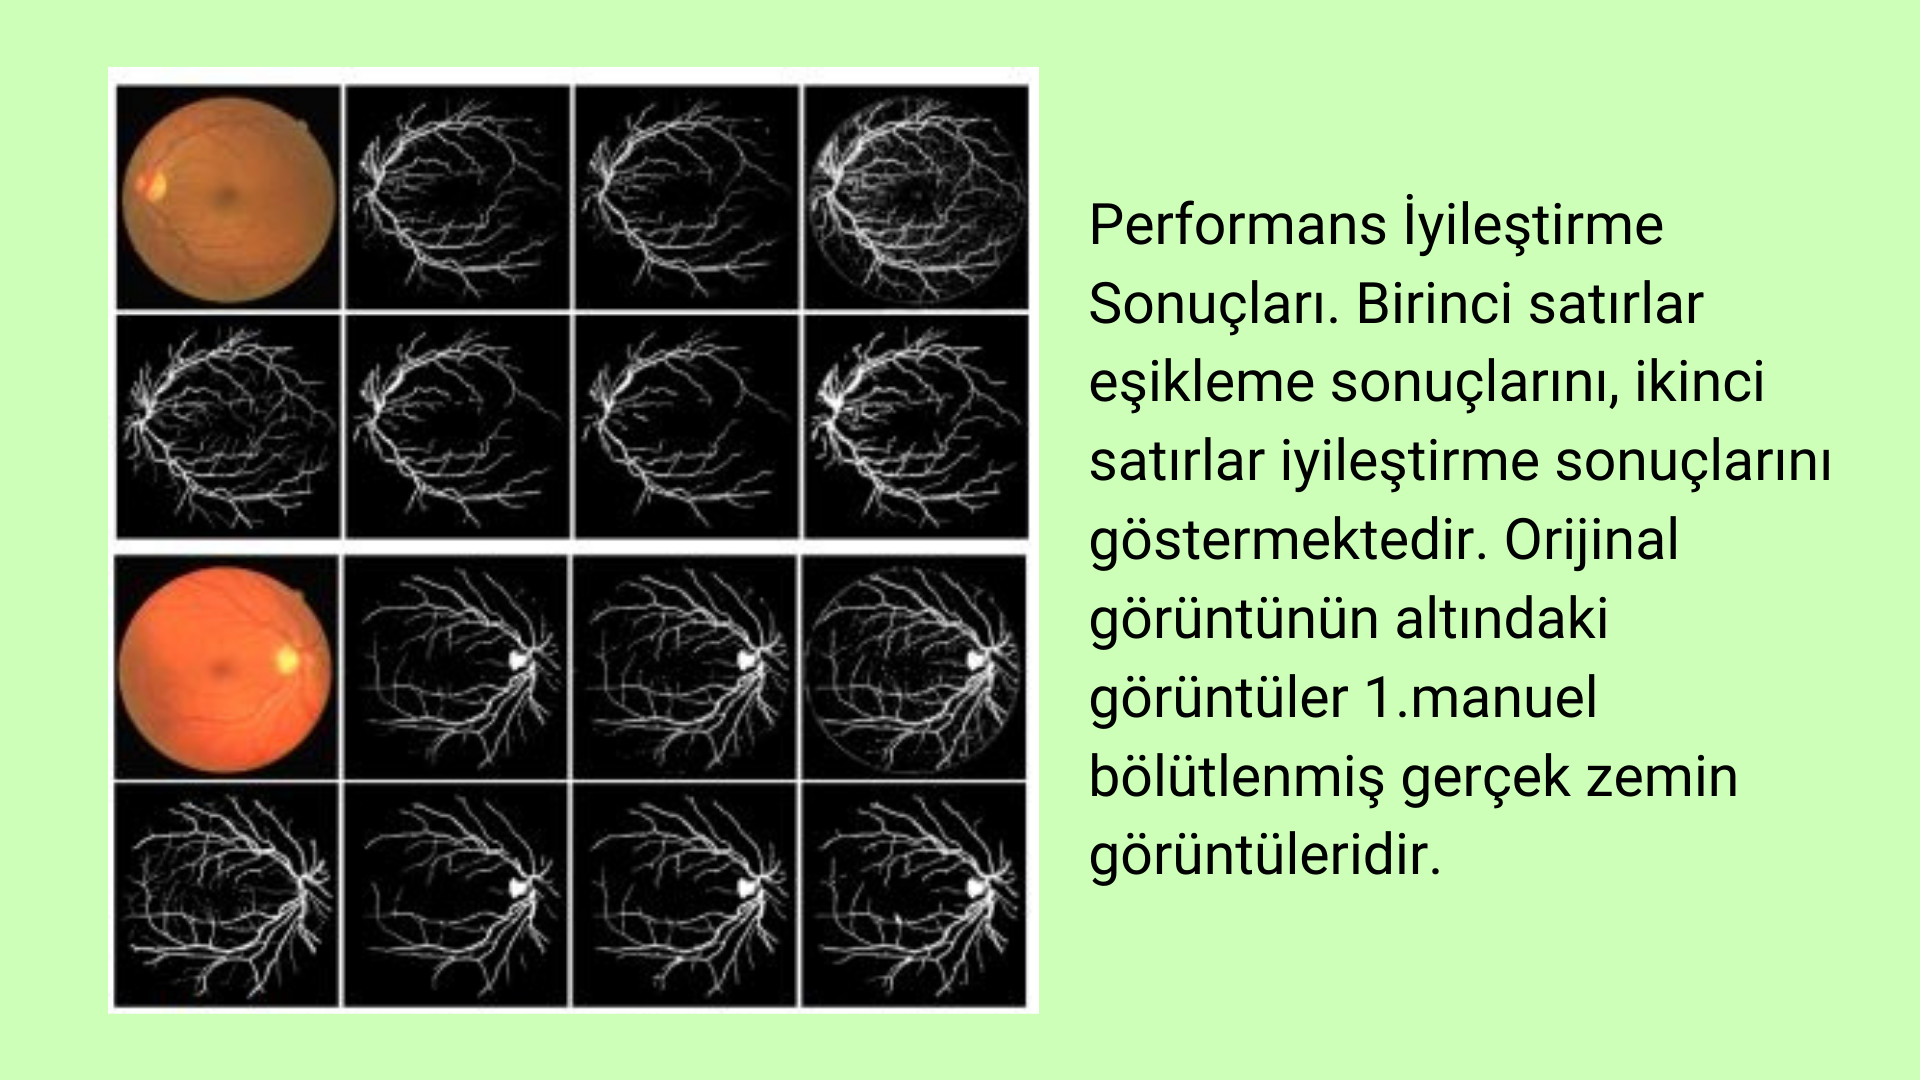 Performans İyileştirme
Sonuçları. Birinci satırlar
eşikleme sonuçlarını, ikinci
satırlar iyileştirme sonuçlarını
göstermektedir. Orijinal
görüntünün altındaki
görüntüler 1.manuel
bölütlenmiş gerçek zemin
görüntüleridir.